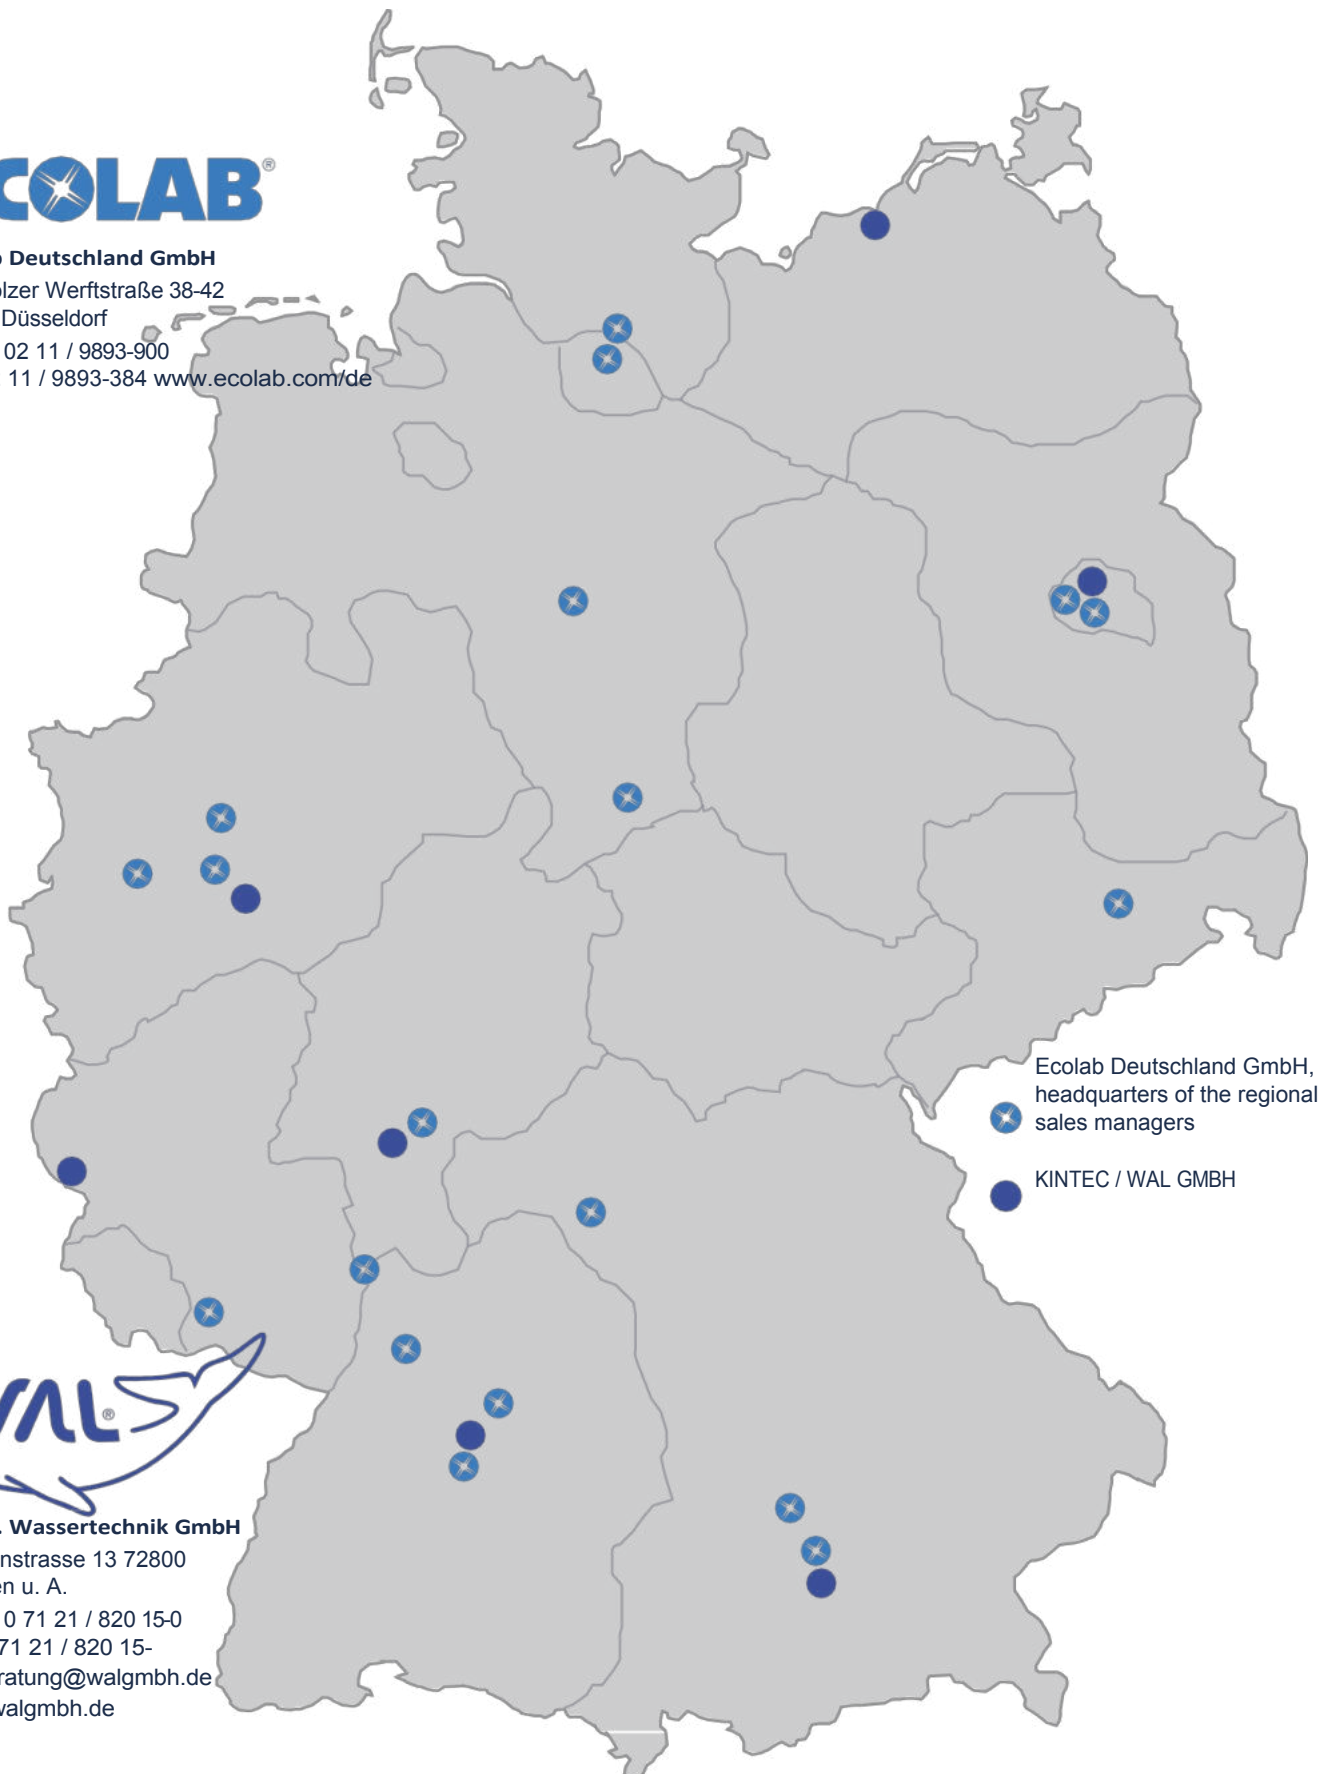 COLAB®
Deutschland GmbH
Werftstraße 38-42
Düsseldorf
02 11 / 9893-900
11 / 9893-384 www.ecolab.com/de
Ecolab Deutschland GmbH,
headquarters of the regional
sales managers
KINTEC / WAL GMBH
WAL®
Wassertechnik GmbH
nstrasse 13 72800
en u. A.
0 71 21 / 820 15-0
71 21 / 820 15-
ratung@walgmbh.de
walgmbh.de